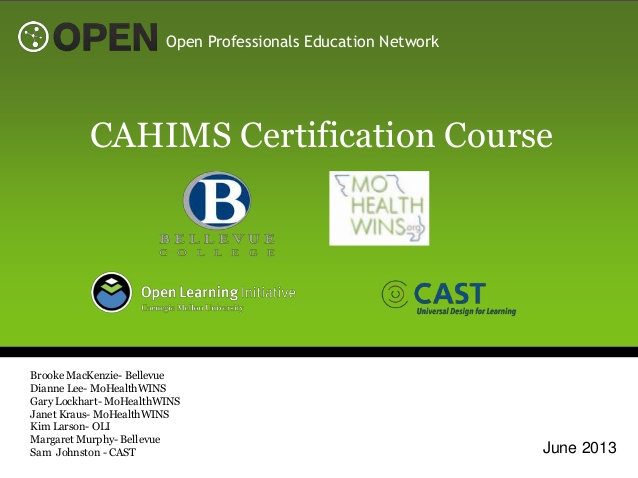 OPEN Open Professionals Education Network
CAHIMS Certification Course
B
BELLEVUE
COLLEGE
MO
HEALTH
WINS.org
Open Learning Initiative
Carnegie Mellon University
CAST
Universal Design for Learning
Brooke MacKenzie- Bellevue
Dianne Lee- MoHealthWINS
Gary Lockhart- MoHealthWINS
Janet Kraus- MoHealthWINS
Kim Larson- OLI
Margaret Murphy- Bellevue
Sam Johnston - CAST
June 2013